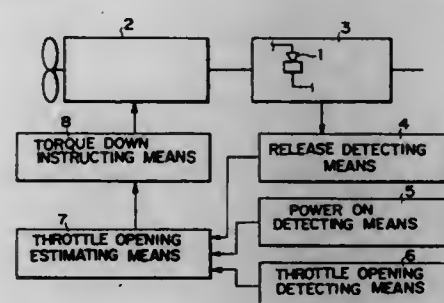 2
3
1
8
TORQUE DOWN
INSTRUCTING MEANS
4
RELEASE DETECTING
MEANS
5
POWER ON
DETECTING MEANS
7
THROTTLE OPENING
ESTIMATING MEANS
6
THROTTLE OPENING
DETECTING MEANS